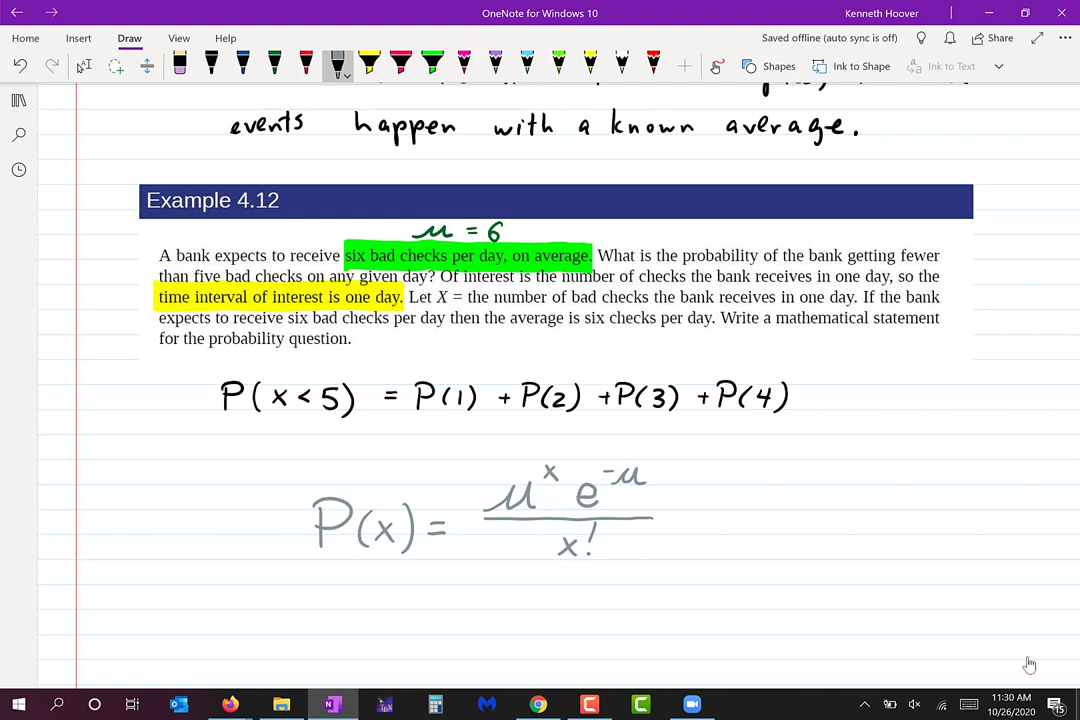 OneNote for Windows 10
Kenneth Hoover
Home Insert Draw View Help
Saved offline (auto sync is off)
Share
Shapes Ink to Shape Ink to Text
events happen with a known average.
Example 4.12
μ = 6
A bank expects to receive six bad checks per day, on average. What is the probability of the bank getting fewer
than five bad checks on any given day? Of interest is the number of checks the bank receives in one day, so the
time interval of interest is one day. Let X = the number of bad checks the bank receives in one day. If the bank
expects to receive six bad checks per day then the average is six checks per day. Write a mathematical statement
for the probability question.
P(x < 5) = P(1) + P(2) + P(3) + P(4)
P(x) = μ^x e^-μ / x!
11:30 AM
10/26/2020
15